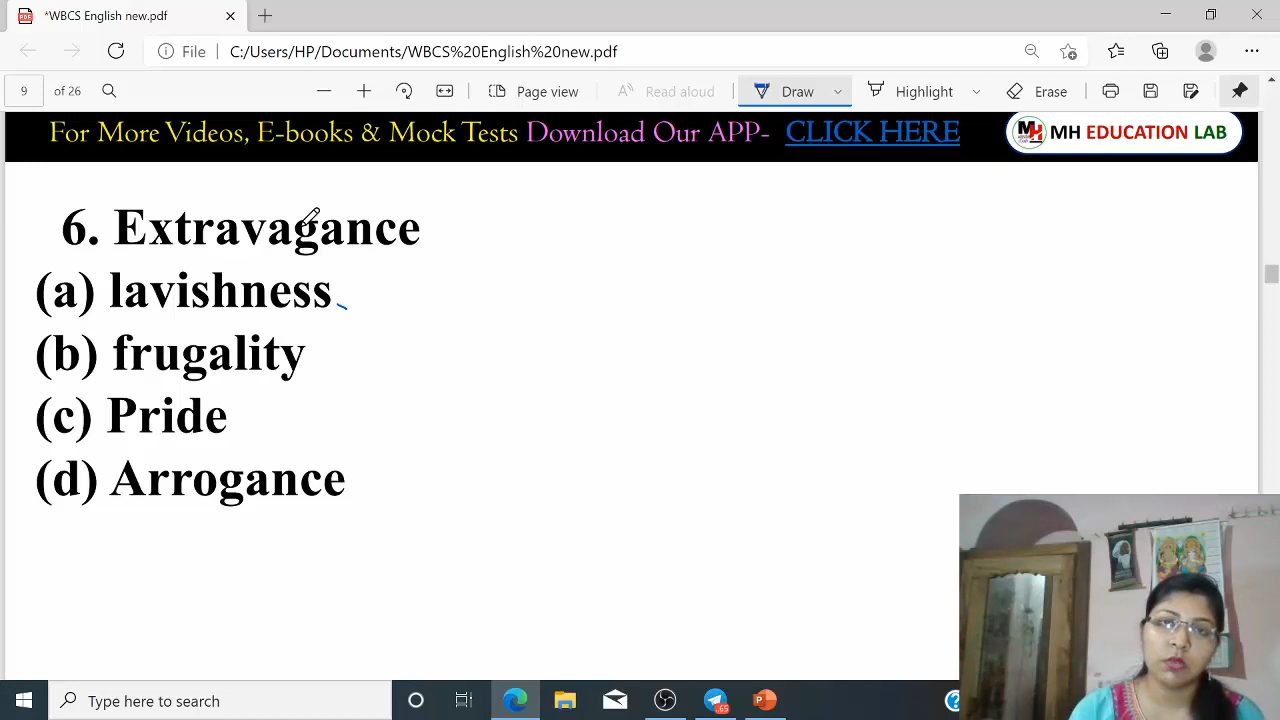 *WBCS English new.pdf
File
C:/Users/HP/Documents/WBCS%20English%20new.pdf
9 of 26
Page view
Read aloud
Draw
Highlight
Erase
For More Videos, E-books & Mock Tests Download Our APP- CLICK HERE
MH EDUCATION LAB
6. Extravagance
(a) lavishness
(b) frugality
(c) Pride
(d) Arrogance
Type here to search
65